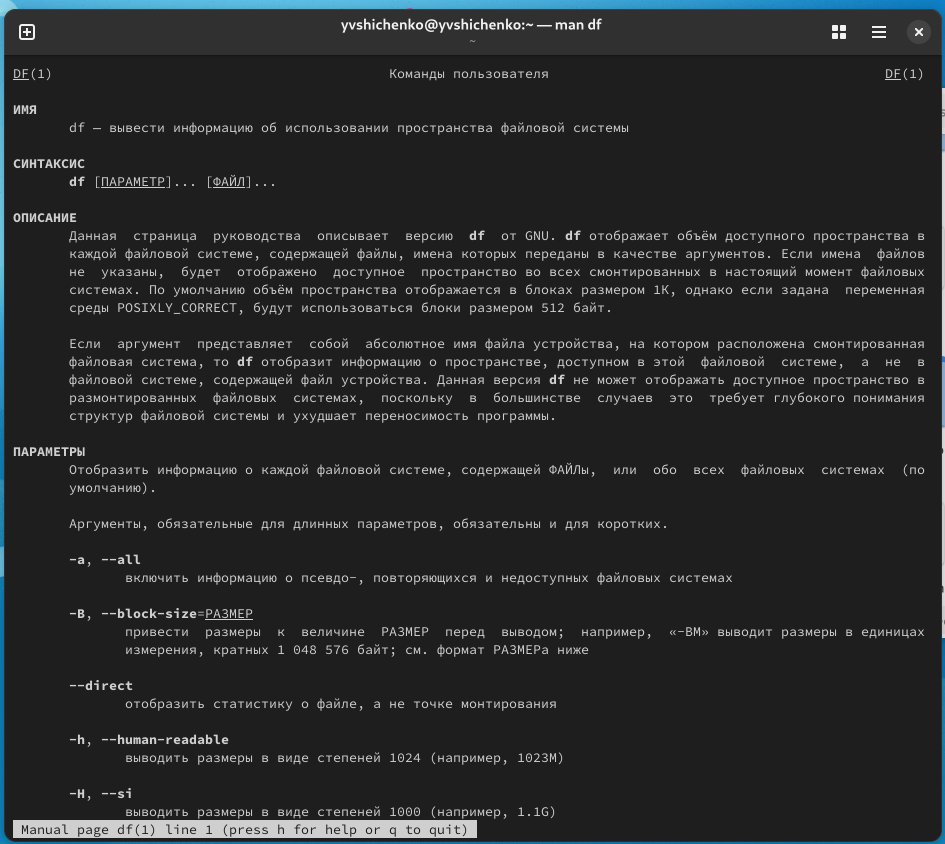 yvshichenko@yvshichenko:~ — man df
~
DF(1) Команды пользователя DF(1)
ИМЯ
df — вывести информацию об использовании пространства файловой системы
СИНТАКСИС
df [ПАРАМЕТР]... [ФАЙЛ]...
ОПИСАНИЕ
Данная страница руководства описывает версию df от GNU. df отображает объём доступного пространства в
каждой файловой системе, содержащей файлы, имена которых переданы в качестве аргументов. Если имена файлов
не указаны, будет отображено доступное пространство во всех смонтированных в настоящий момент файловых
системах. По умолчанию объём пространства отображается в блоках размером 1K, однако если задана переменная
среды POSIXLY_CORRECT, будут использоваться блоки размером 512 байт.
Если аргумент представляет собой абсолютное имя файла устройства, на котором расположена смонтированная
файловая система, то df отобразит информацию о пространстве, доступном в этой файловой системе, а не в
файловой системе, содержащей файл устройства. Данная версия df не может отображать доступное пространство в
размонтированных файловых системах, поскольку в большинстве случаев это требует глубокого понимания
структур файловой системы и ухудшает переносимость программы.
ПАРАМЕТРЫ
Отобразить информацию о каждой файловой системе, содержащей ФАЙЛы, или обо всех файловых системах (по
умолчанию).
Аргументы, обязательные для длинных параметров, обязательны и для коротких.
-a, --all
включить информацию о псевдо-, повторяющихся и недоступных файловых системах
-B, --block-size=РАЗМЕР
привести размеры к величине РАЗМЕР перед выводом; например, «-BM» выводит размеры в единицах
измерения, кратных 1 048 576 байт; см. формат РАЗМЕРа ниже
--direct
отобразить статистику о файле, а не точке монтирования
-h, --human-readable
выводить размеры в виде степеней 1024 (например, 1023M)
-H, --si
выводить размеры в виде степеней 1000 (например, 1.1G)
Manual page df(1) line 1 (press h for help or q to quit)